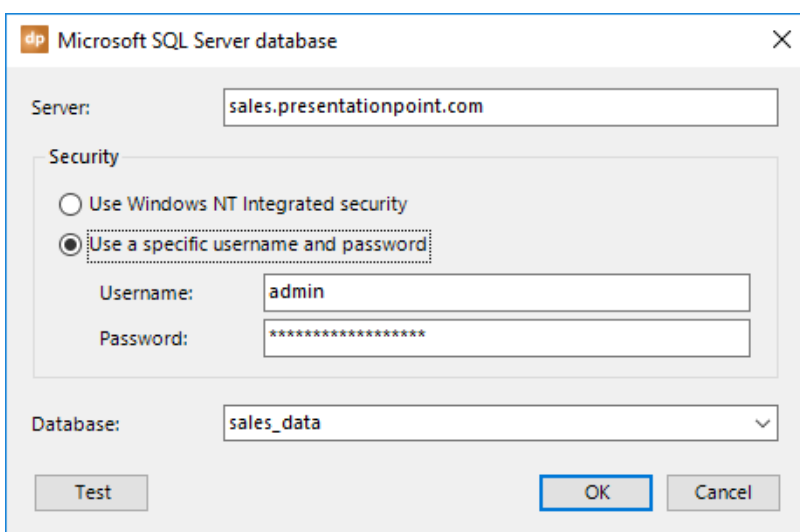 dp Microsoft SQL Server database
Server: sales.presentationpoint.com
Security
Use Windows NT Integrated security
Use a specific username and password
Username: admin
Password: ******************
Database: sales_data
Test OK Cancel